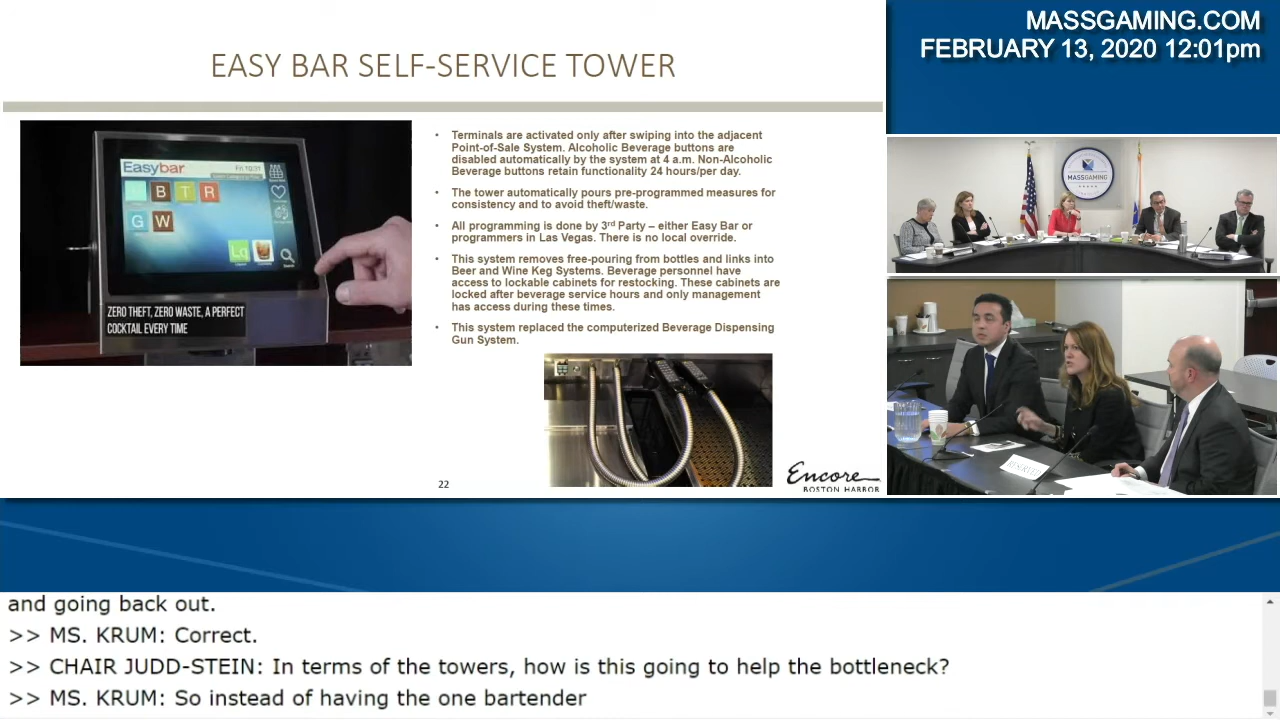 MASSGAMING.COM
FEBRUARY 13, 2020 12:01pm
EASY BAR SELF-SERVICE TOWER
Easybar
B T R
G W
Lg
Search
ZERO THEFT, ZERO WASTE, A PERFECT
COCKTAIL EVERY TIME
• Terminals are activated only after swiping into the adjacent
Point-of-Sale System. Alcoholic Beverage buttons are
disabled automatically by the system at 4 a.m. Non-Alcoholic
Beverage buttons retain functionality 24 hours/per day.
• The tower automatically pours pre-programmed measures for
consistency and to avoid theft/waste.
• All programming is done by 3rd Party – either Easy Bar or
programmers in Las Vegas. There is no local override.
• This system removes free-pouring from bottles and links into
Beer and Wine Keg Systems. Beverage personnel have
access to lockable cabinets for restocking. These cabinets are
locked after beverage service hours and only management
has access during these times.
• This system replaced the computerized Beverage Dispensing
Gun System.
22
Encore
BOSTON HARBOR
MASSGAMING
RESERVED
and going back out.
>> MS. KRUM: Correct.
>> CHAIR JUDD-STEIN: In terms of the towers, how is this going to help the bottleneck?
>> MS. KRUM: So instead of having the one bartender